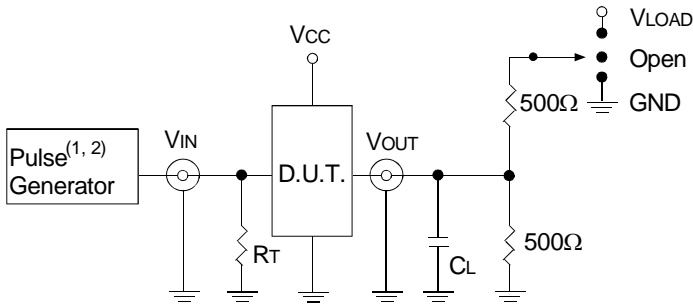 VLOAD
VCC
Open
500Ω
GND
Pulse(1, 2)
Generator
VIN
D.U.T.
VOUT
RT
CL
500Ω